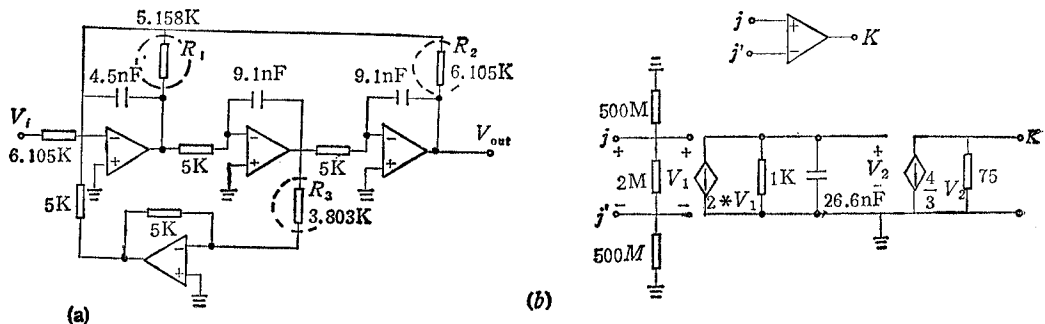 5.158K
R₁
R₂
4.5nF
9.1nF
9.1nF
6.105K
Vᵢ
6.105K
5K
5K
Vout
5K
5K
R₃
3.803K
(a)
j
j'
K
500M
j
2M
V₁
2*V₁
1K
26.6nF
V₂
4/3 V₂
75
K
j'
500M
(b)